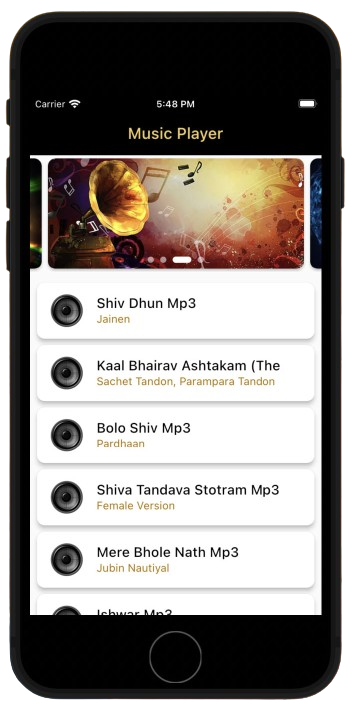 Carrier
5:48 PM
Music Player
Shiv Dhun Mp3
Jainen
Kaal Bhairav Ashtakam (The
Sachet Tandon, Parampara Tandon
Bolo Shiv Mp3
Pardhaan
Shiva Tandava Stotram Mp3
Female Version
Mere Bhole Nath Mp3
Jubin Nautiyal
Ishwar Mp3